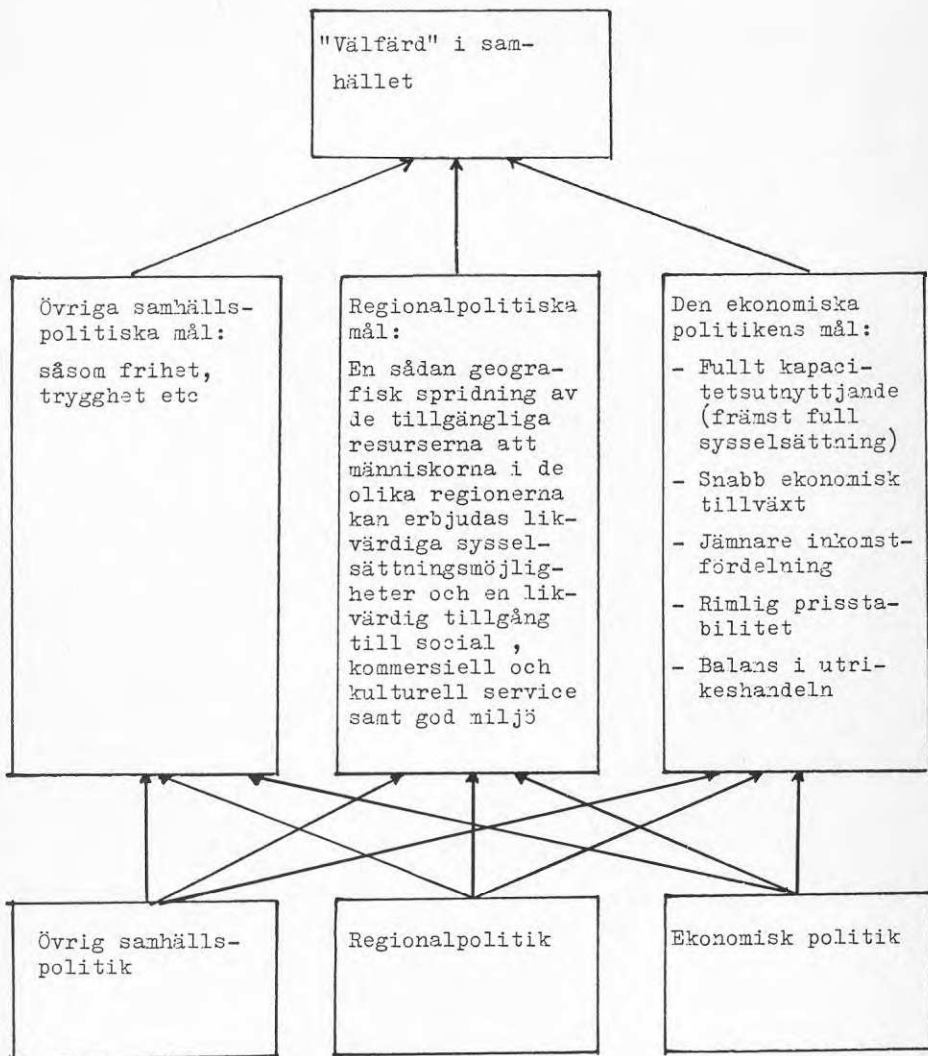 "Välfärd" i sam-
hället
Övriga samhälls-
politiska mål:
såsom frihet,
trygghet etc
Regionalpolitiska
mål:
En sådan geogra-
fisk spridning av
de tillgängliga
resurserna att
människorna i de
olika regionerna
kan erbjudas lik-
värdiga syssel-
sättningsmöjlig-
heter och en lik-
värdig tillgång
till social ,
kommersiell och
kulturell service
samt god miljö
Den ekonomiska
politikens mål:
- Fullt kapaci-
tetsutnyttjande
(främst full
sysselsättning)
- Snabb ekonomisk
tillväxt
- Jämnare inkomst-
fördelning
- Rimlig prissta-
bilitet
- Balans i utri-
keshandeln
Övrig samhälls-
politik
Regionalpolitik
Ekonomisk politik